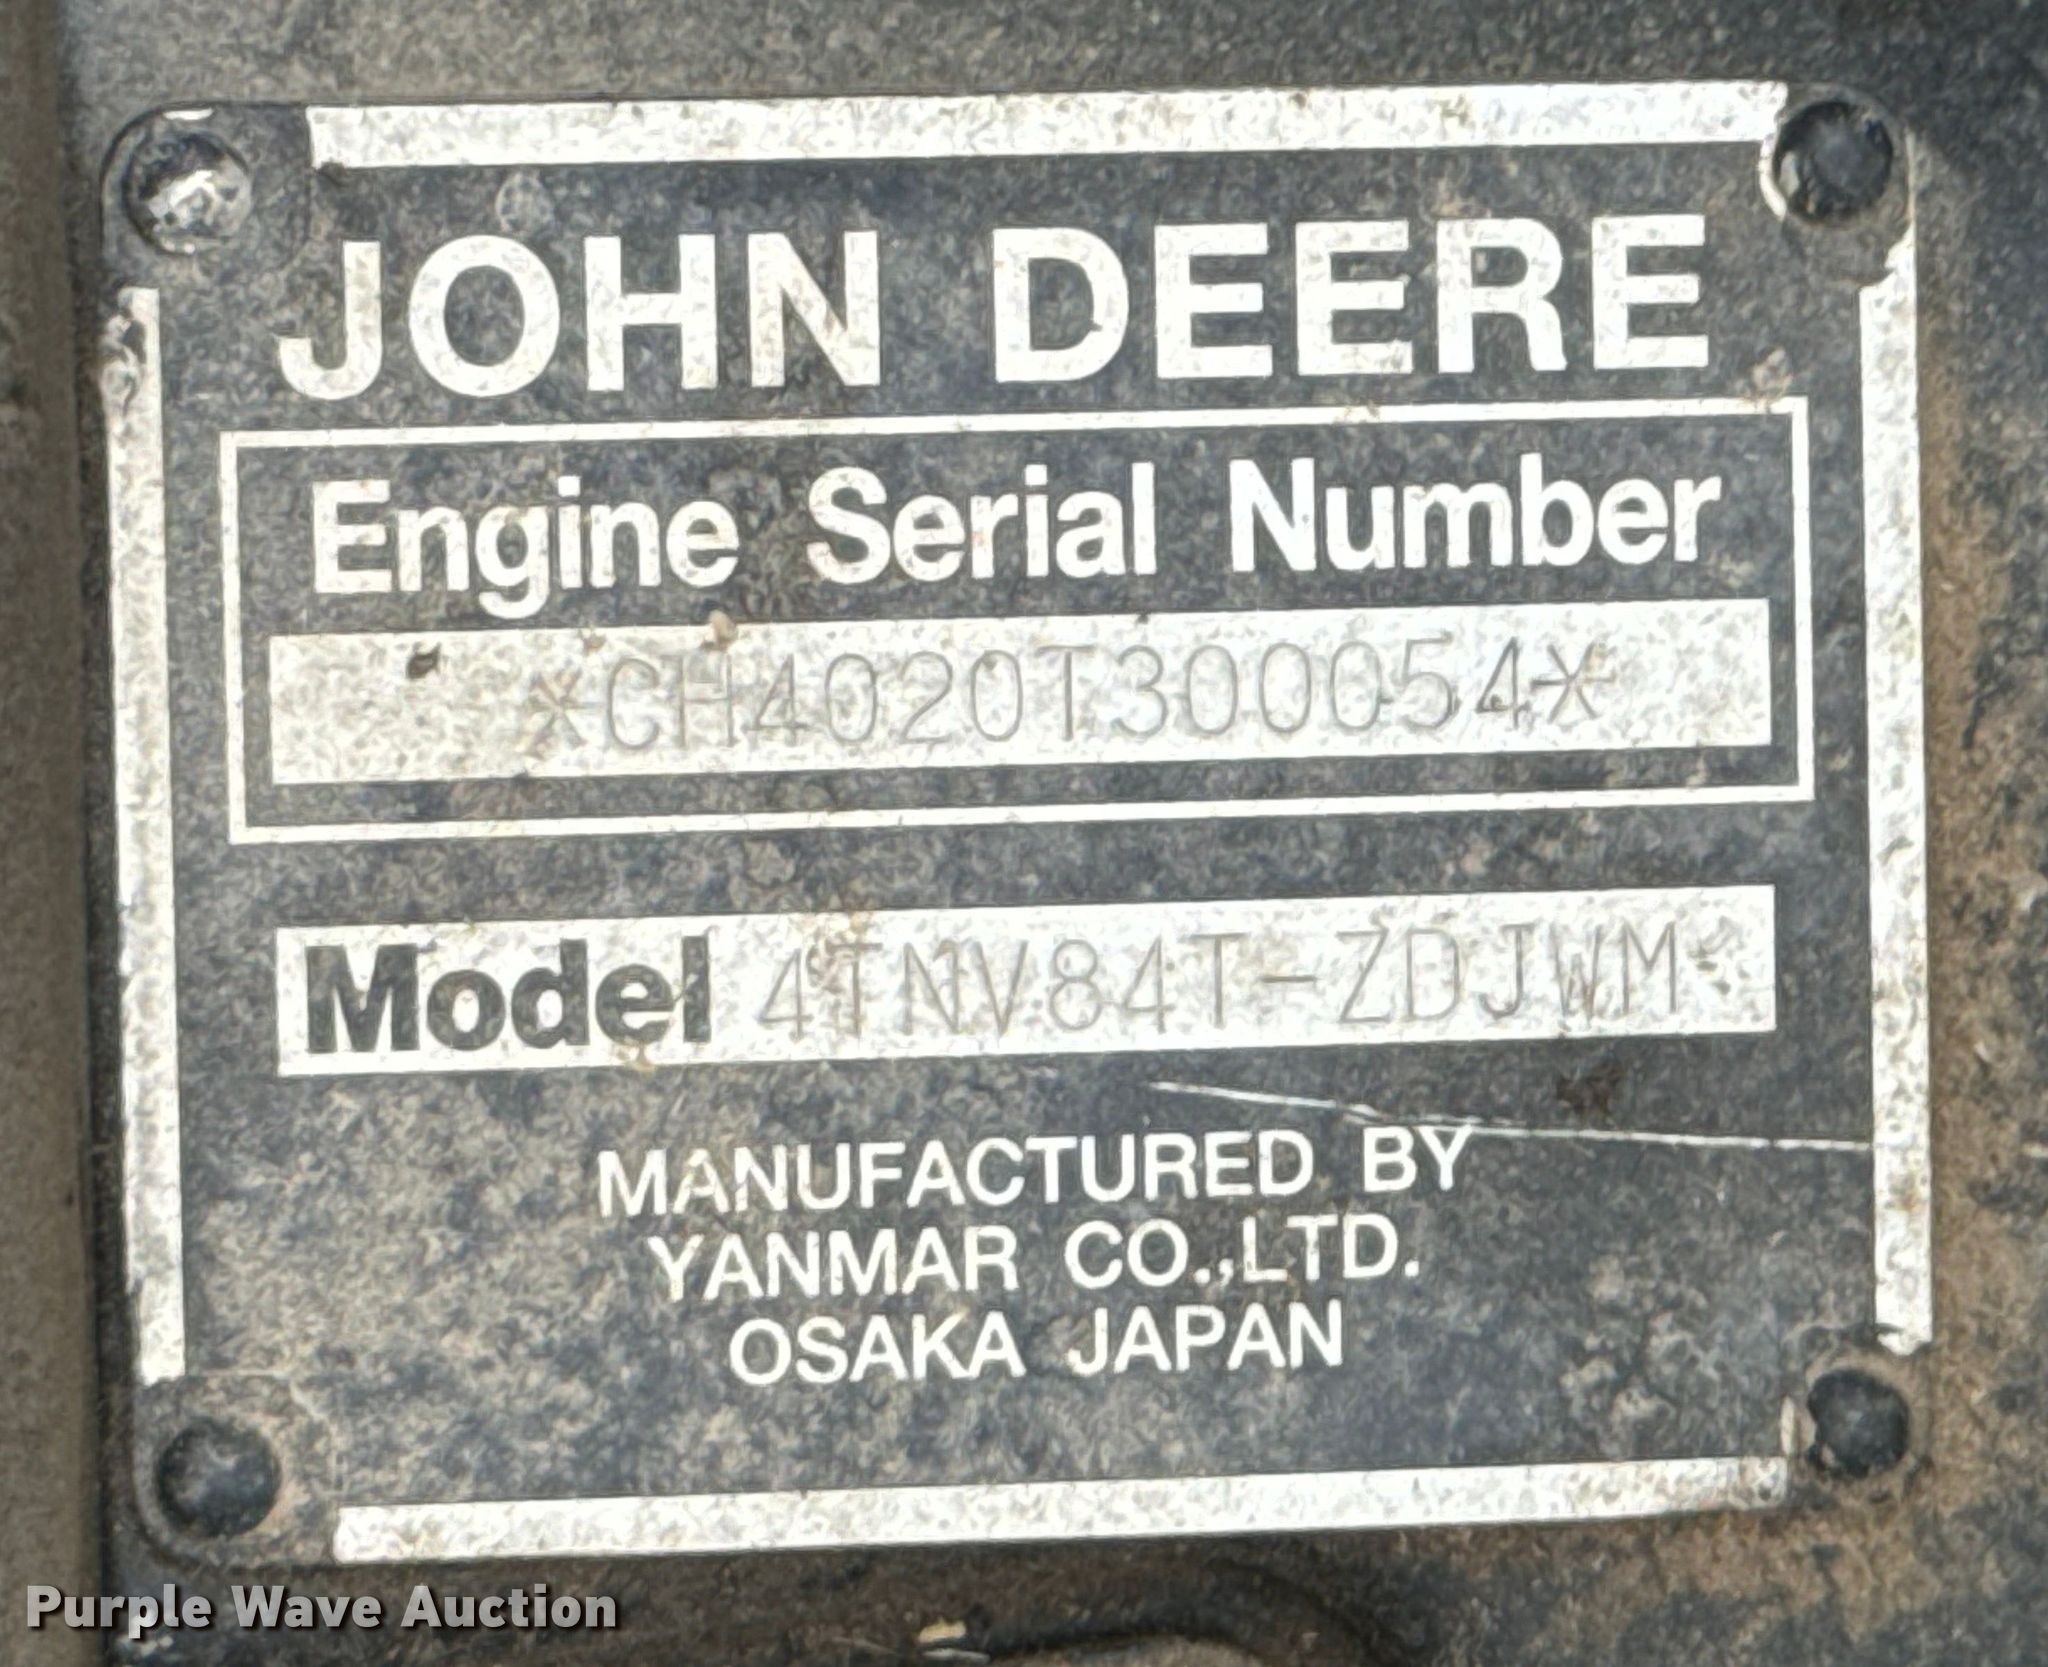 JOHN DEERE
Engine Serial Number
*CH4020T300054*
Model 4TNV84T-ZDJWM
MANUFACTURED BY
YANMAR CO.,LTD.
OSAKA JAPAN
Purple Wave Auction